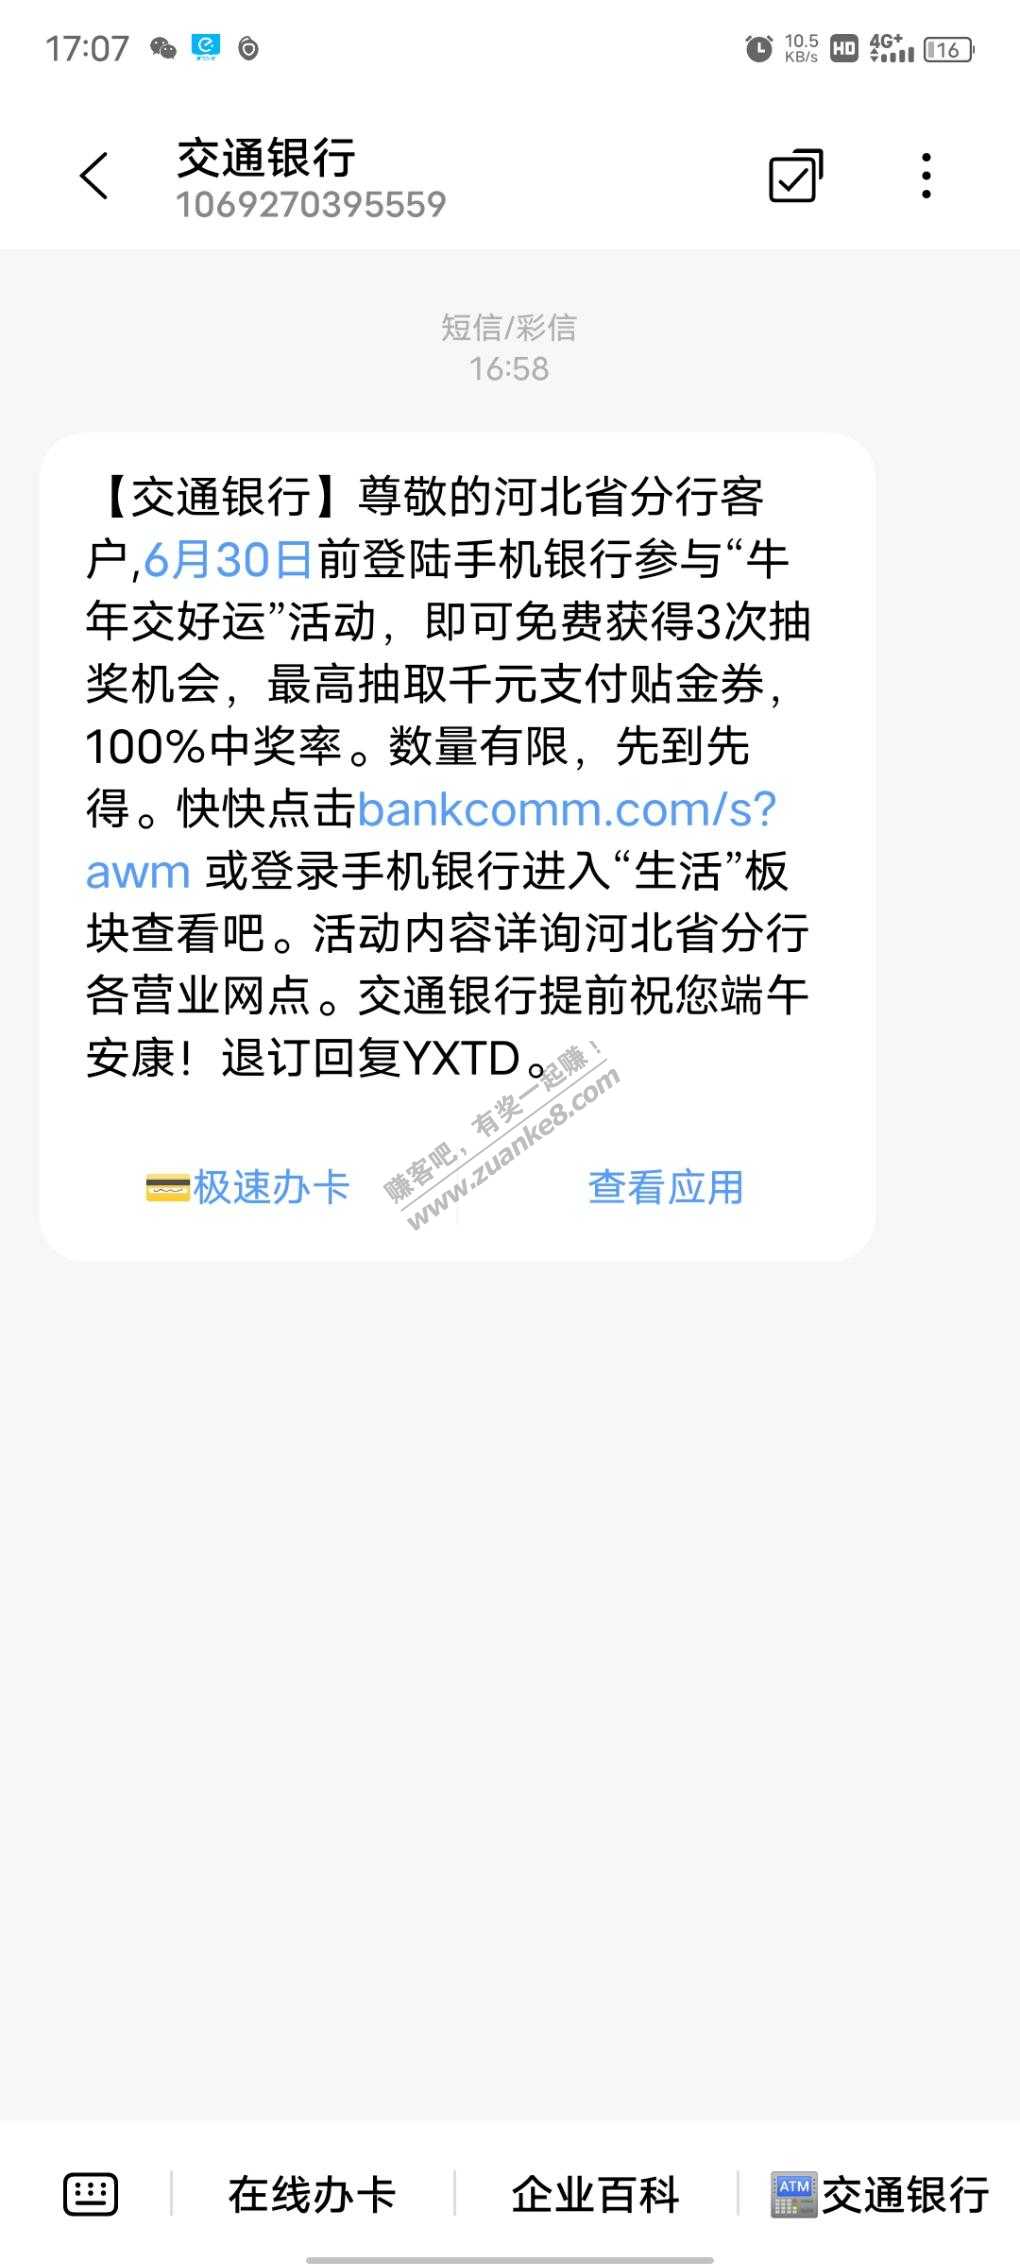 17:07
10.5
KB/s
HD
4G+
16
交通银行
1069270395559
短信/彩信
16:58
【交通银行】尊敬的河北省分行客
户,6月30日前登陆手机银行参与“牛
年交好运”活动，即可免费获得3次抽
奖机会，最高抽取千元支付贴金券，
100%中奖率。数量有限，先到先
得。快快点击bankcomm.com/s?
awm 或登录手机银行进入“生活”板
块查看吧。活动内容详询河北省分行
各营业网点。交通银行提前祝您端午
安康！退订回复YXTD。
赚客吧，有奖一起赚！
www.zuanke8.com
💳极速办卡
查看应用
在线办卡
企业百科
ATM
交通银行